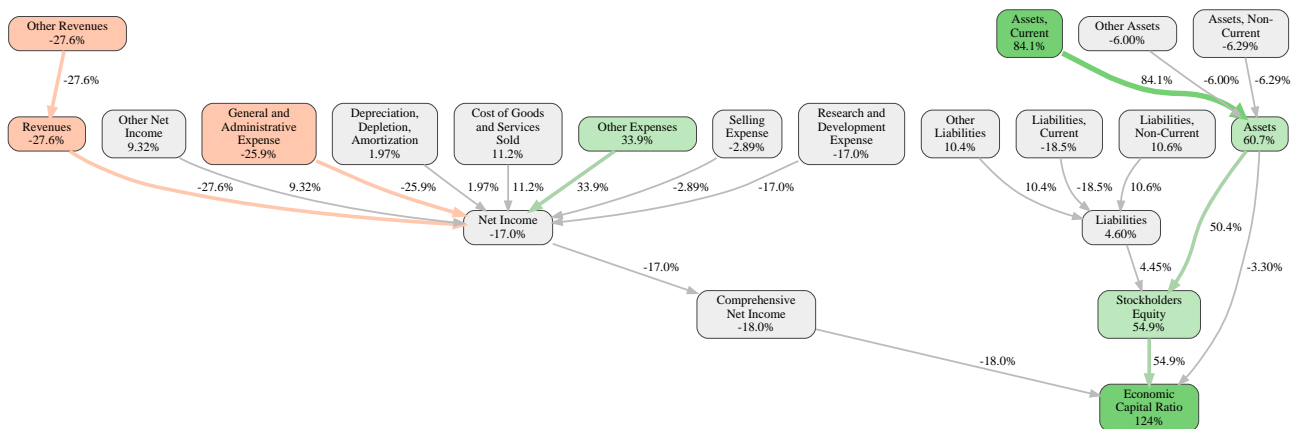 Other Revenues
-27.6%
Assets,
Current
84.1%
Other Assets
-6.00%
Assets, Non-
Current
-6.29%
-27.6%
84.1%
-6.00%
-6.29%
Revenues
-27.6%
Other Net
Income
9.32%
General and
Administrative
Expense
-25.9%
Depreciation,
Depletion,
Amortization
1.97%
Cost of Goods
and Services
Sold
11.2%
Other Expenses
33.9%
Selling
Expense
-2.89%
Research and
Development
Expense
-17.0%
Other
Liabilities
10.4%
Liabilities,
Current
-18.5%
Liabilities,
Non-Current
10.6%
Assets
60.7%
-27.6%
9.32%
-25.9%
1.97%
11.2%
33.9%
-2.89%
-17.0%
10.4%
-18.5%
10.6%
Net Income
-17.0%
Liabilities
4.60%
50.4%
-17.0%
4.45%
-3.30%
Comprehensive
Net Income
-18.0%
Stockholders
Equity
54.9%
-18.0%
54.9%
Economic
Capital Ratio
124%